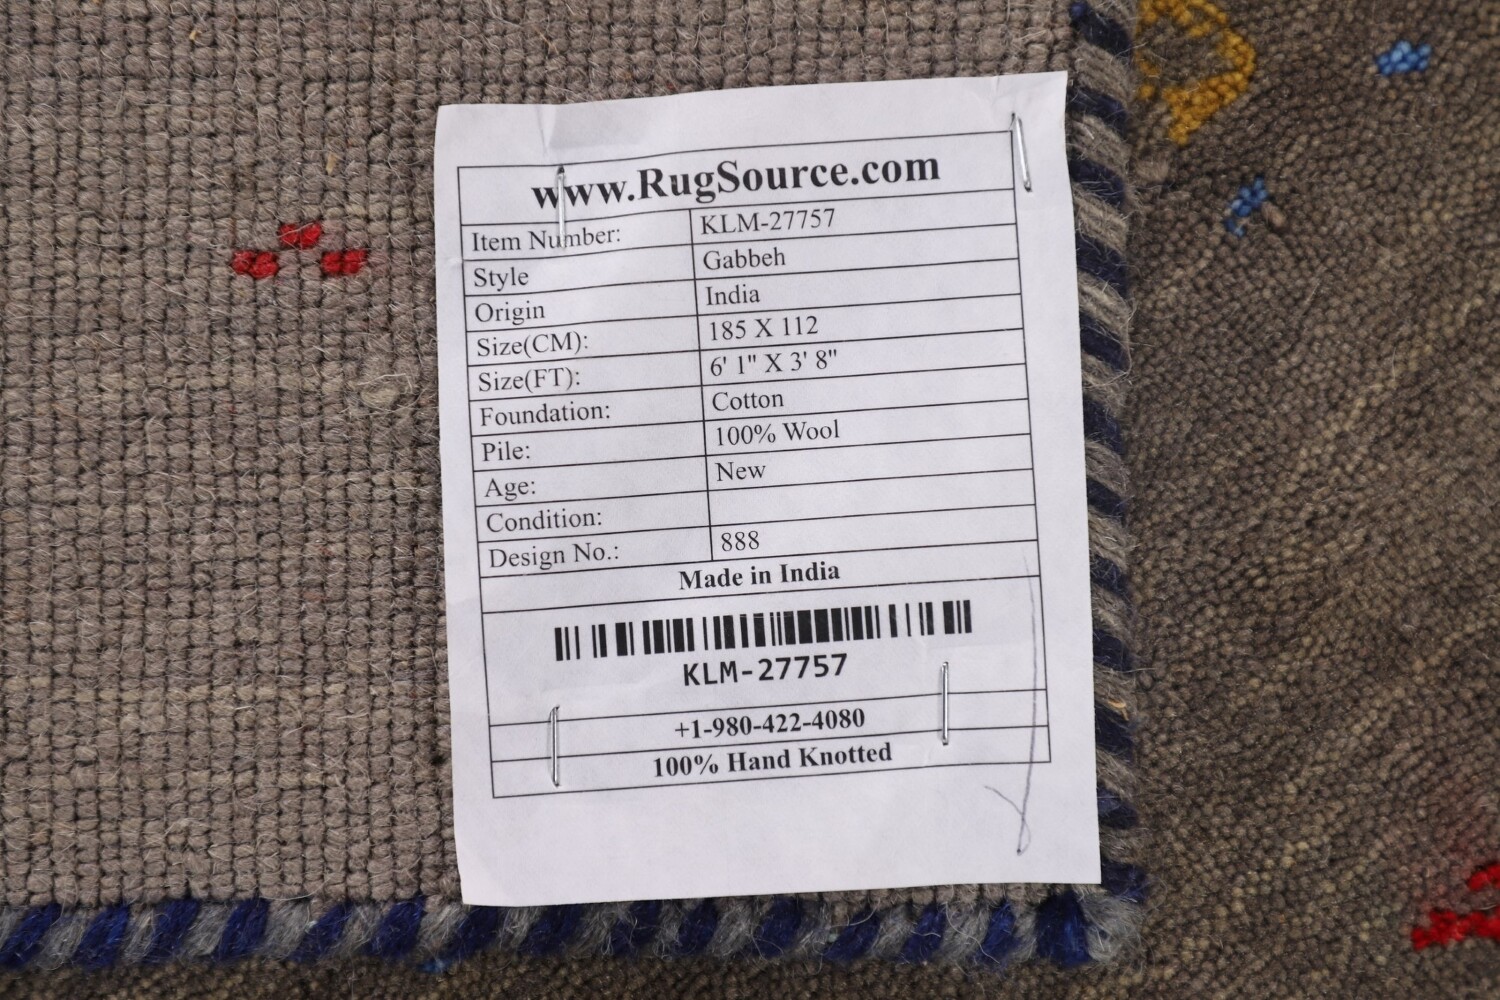 www.RugSource.com
Item Number: KLM-27757
Style Gabbeh
Origin India
Size(CM): 185 X 112
Size(FT): 6' 1" X 3' 8"
Foundation: Cotton
Pile: 100% Wool
Age: New
Condition:
Design No.: 888
Made in India
KLM-27757
+1-980-422-4080
100% Hand Knotted